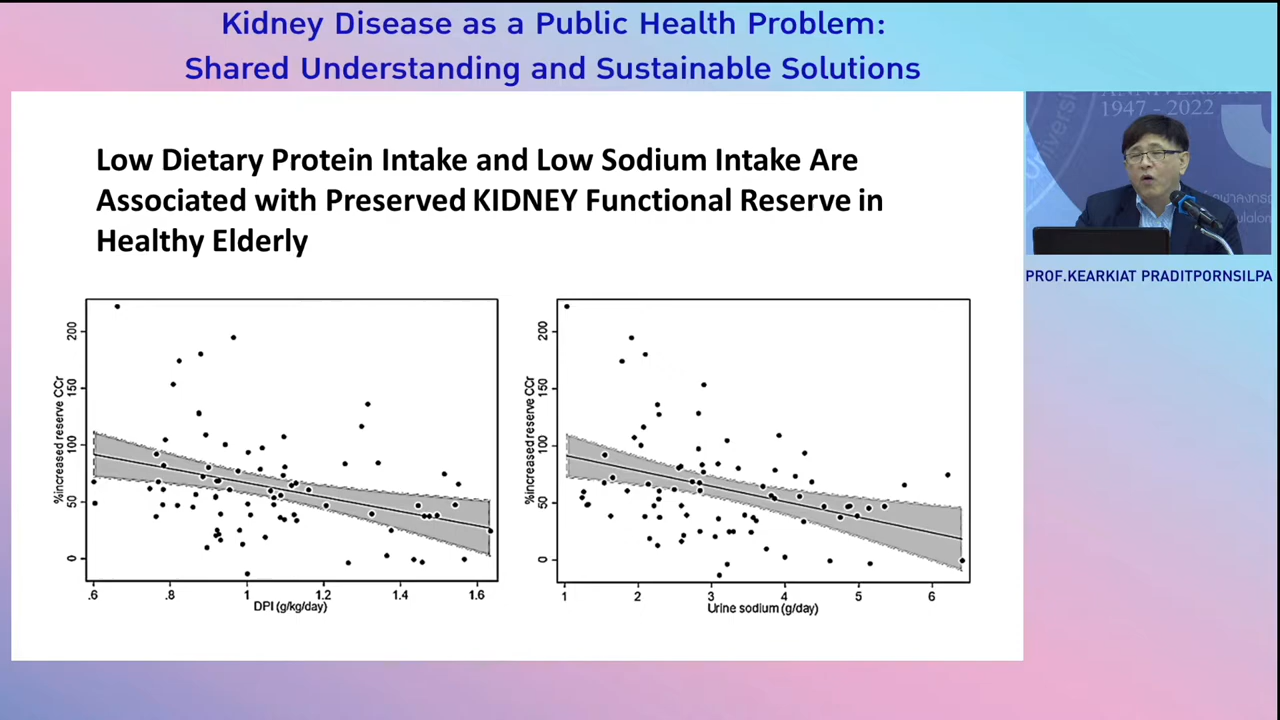 Kidney Disease as a Public Health Problem:
Shared Understanding and Sustainable Solutions
Low Dietary Protein Intake and Low Sodium Intake Are
Associated with Preserved KIDNEY Functional Reserve in
Healthy Elderly
%increased reserve CCr
200
150
100
50
0
.6 .8 1 1.2 1.4 1.6
DPI (g/kg/day)
%increased reserve CCr
200
150
100
50
0
1 2 3 4 5 6
Urine sodium (g/day)
ANNIVERSARY
1947 - 2022
Universi
PROF.KEARKIAT PRADITPORNSILPA